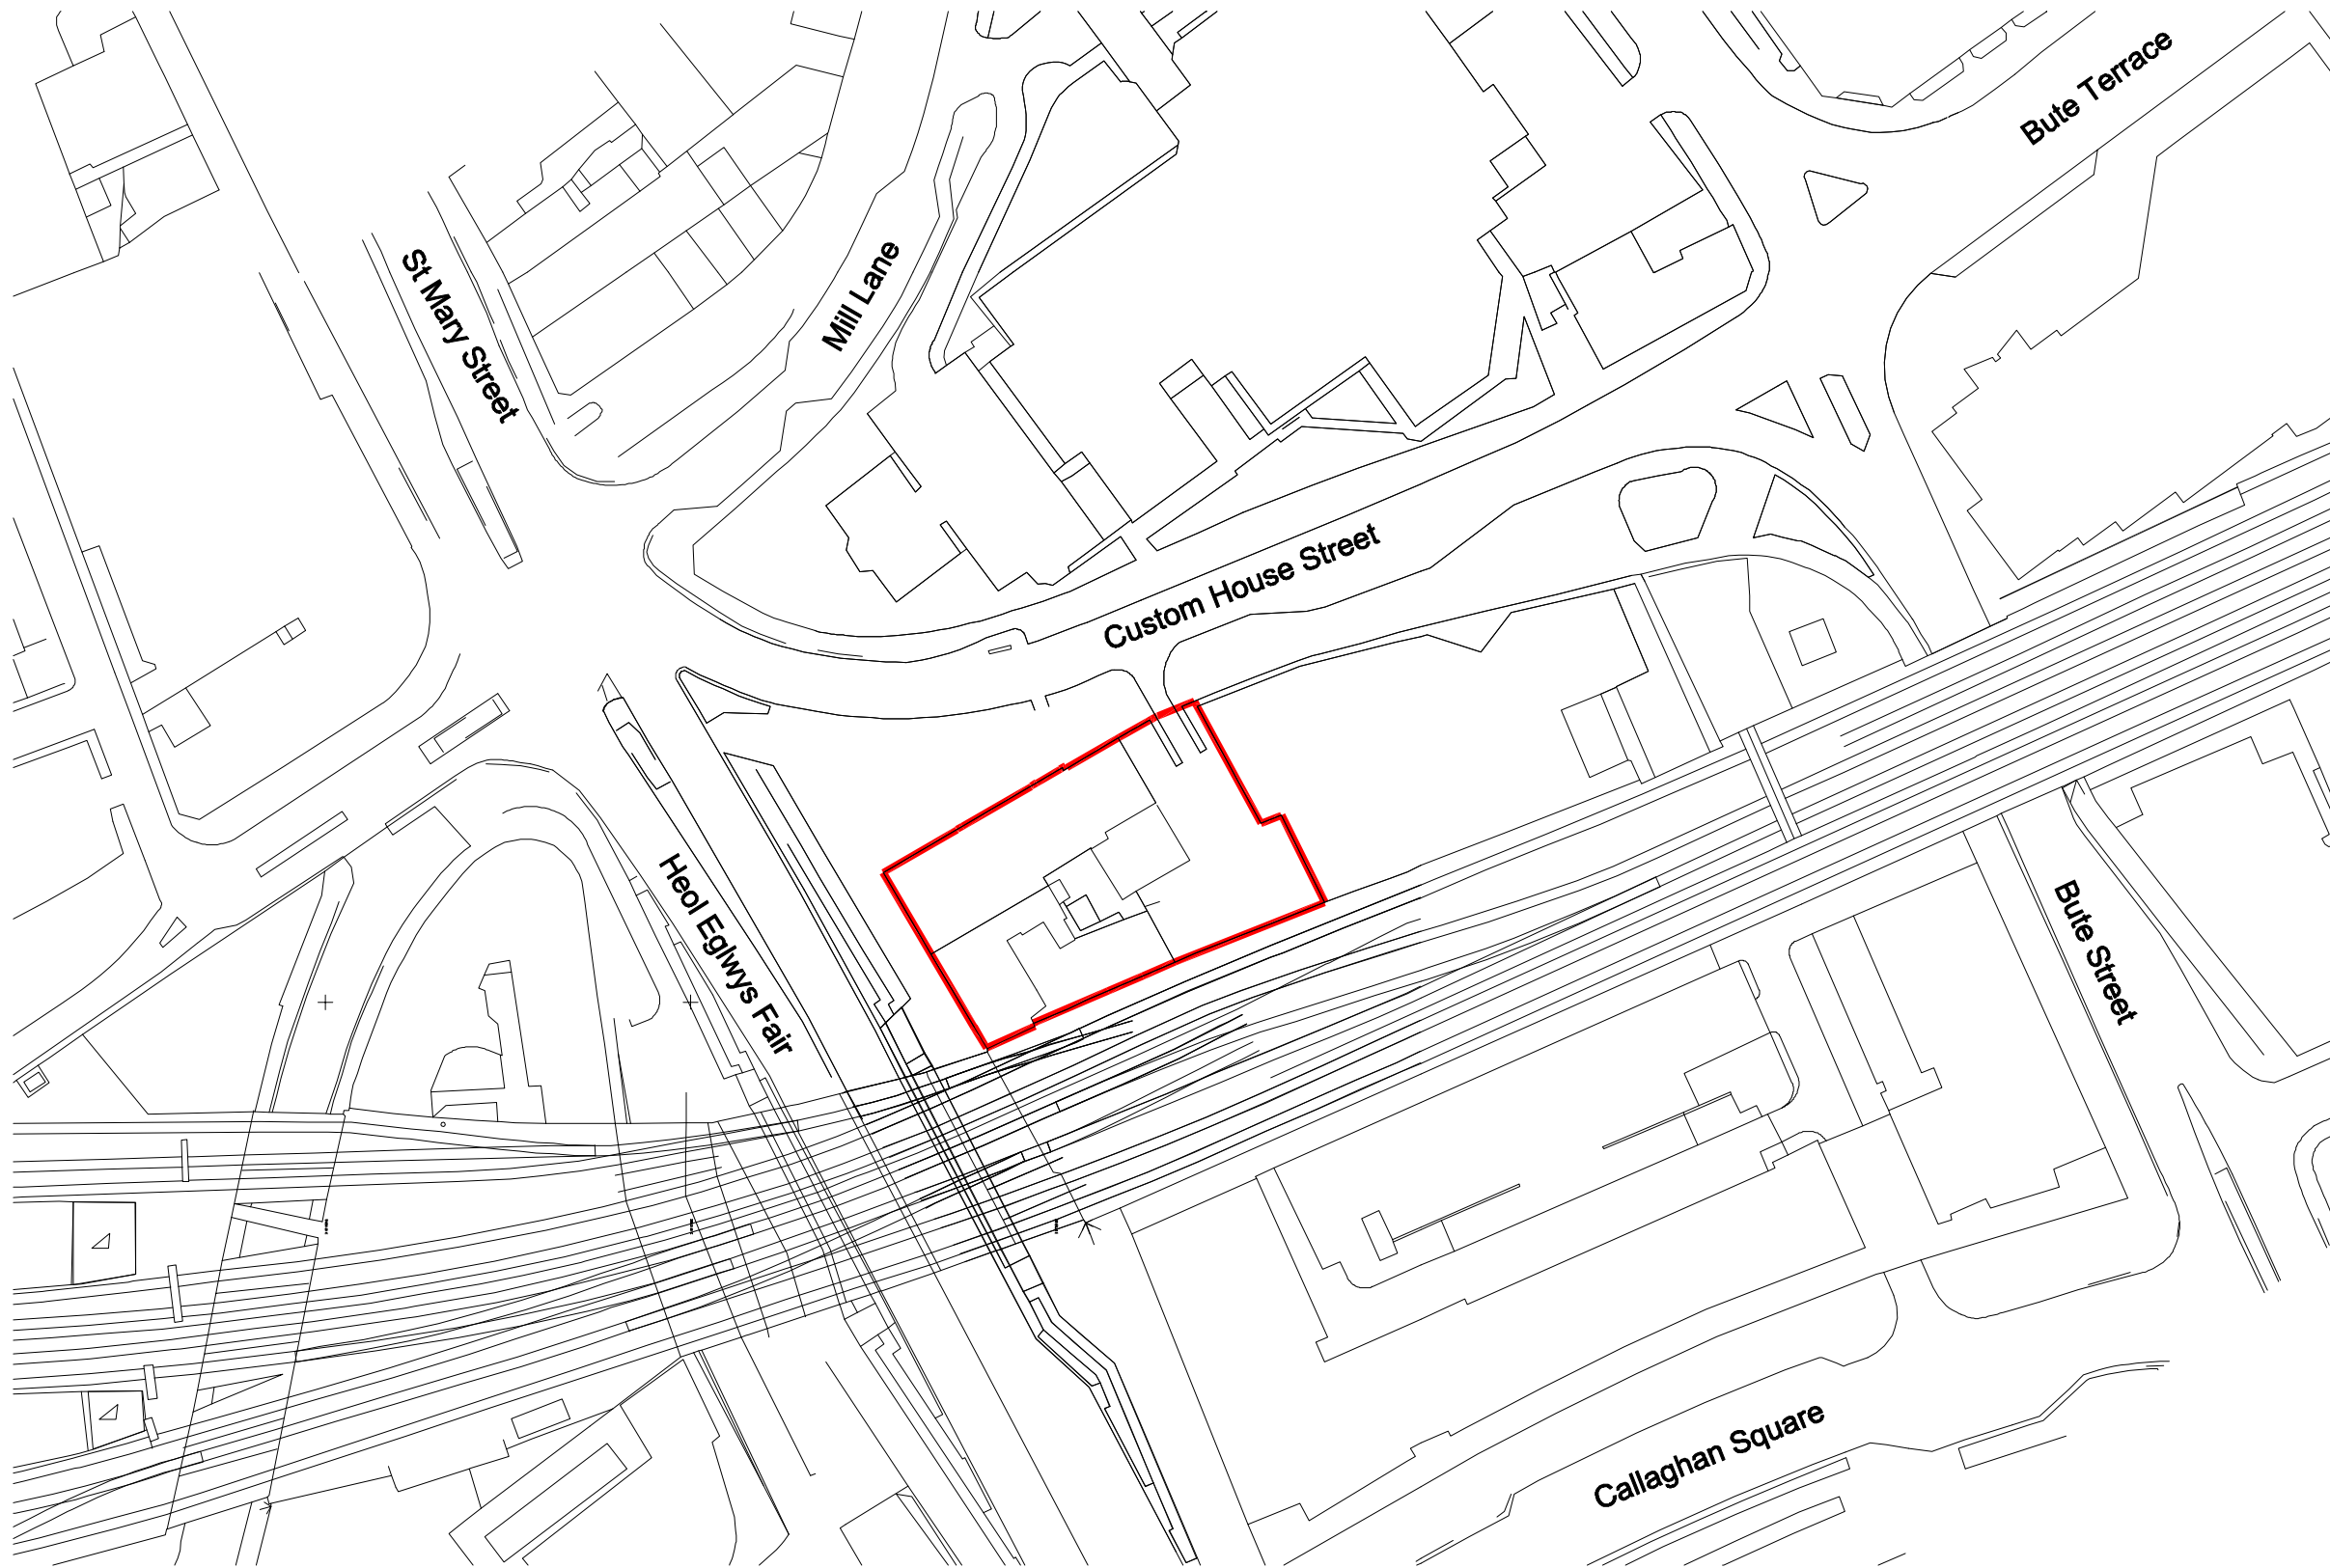 Bute Terrace
St Mary Street
Mill Lane
Custom House Street
Heol Eglwys Fair
Bute Street
Callaghan Square